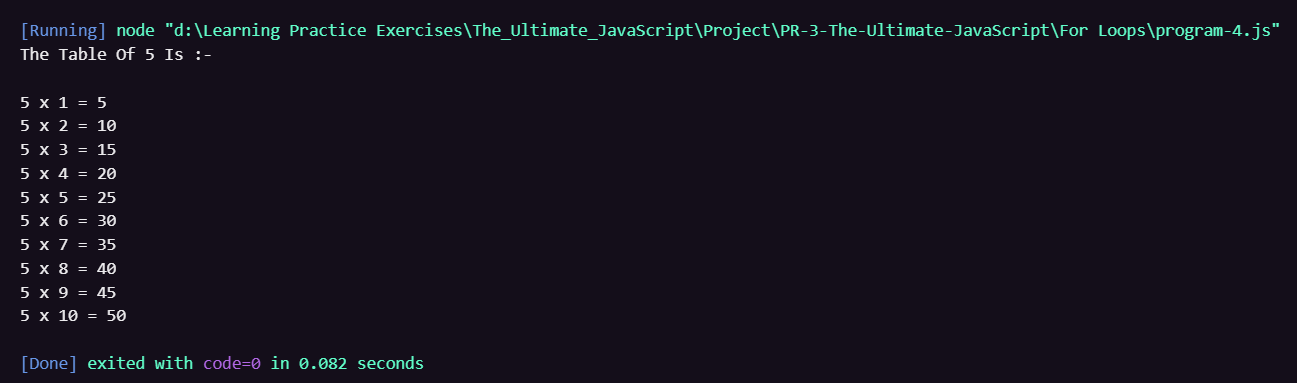 [Running] node "d:\Learning Practice Exercises\The_Ultimate_JavaScript\Project\PR-3-The-Ultimate-JavaScript\For Loops\program-4.js"
The Table Of 5 Is :-
5 x 1 = 5
5 x 2 = 10
5 x 3 = 15
5 x 4 = 20
5 x 5 = 25
5 x 6 = 30
5 x 7 = 35
5 x 8 = 40
5 x 9 = 45
5 x 10 = 50
[Done] exited with code=0 in 0.082 seconds